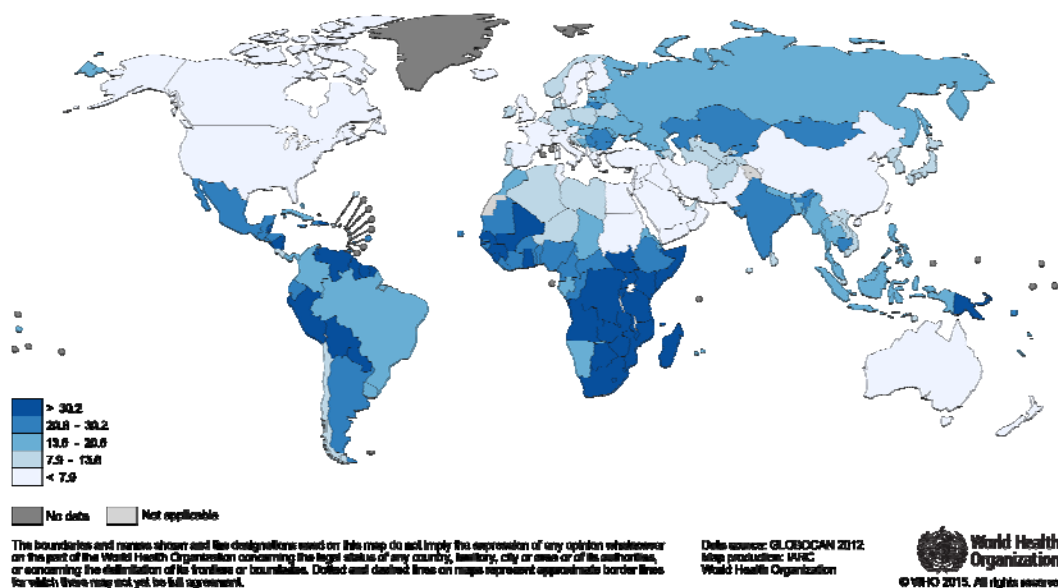 > 30.2
20.6 - 30.2
13.6 - 20.6
7.9 - 13.6
< 7.9
No data
Not applicable
The boundaries and names shown and the designations used on this map do not imply the expression of any opinion whatsoever
on the part of the World Health Organization concerning the legal status of any country, territory, city or area or of its authorities,
or concerning the delimitation of its frontiers or boundaries. Dotted and dashed lines on maps represent approximate border lines
for which there may not yet be full agreement.
Data source: GLOBOCAN 2012
Map production: IARC
World Health Organization
World Health
Organization
© WHO 2015. All rights reserved